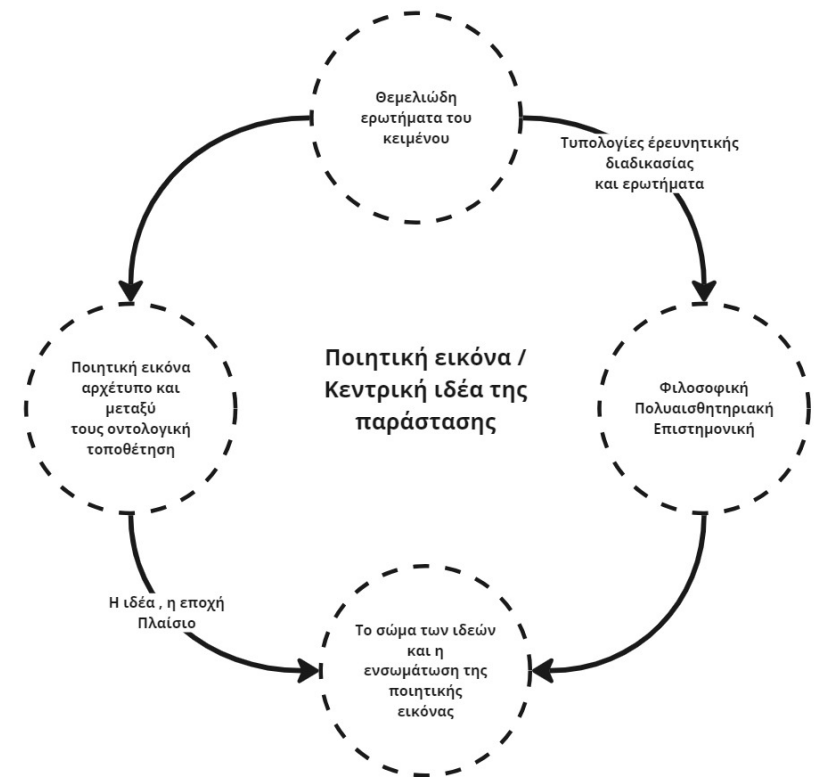 Θεμελιώδη
ερωτήματα του
κειμένου
Τυπολογίες έρευνητικής
διαδικασίας
και ερωτήματα
Ποιητική εικόνα
αρχέτυπο και
μεταξύ
τους οντολογική
τοποθέτηση
Ποιητική εικόνα /
Κεντρική ιδέα της
παράστασης
Φιλοσοφική
Πολυαισθητηριακή
Επιστημονική
Η ιδέα , η εποχή
Πλαίσιο
Το σώμα των ιδεών
και η
ενσωμάτωση της
ποιητικής
εικόνας